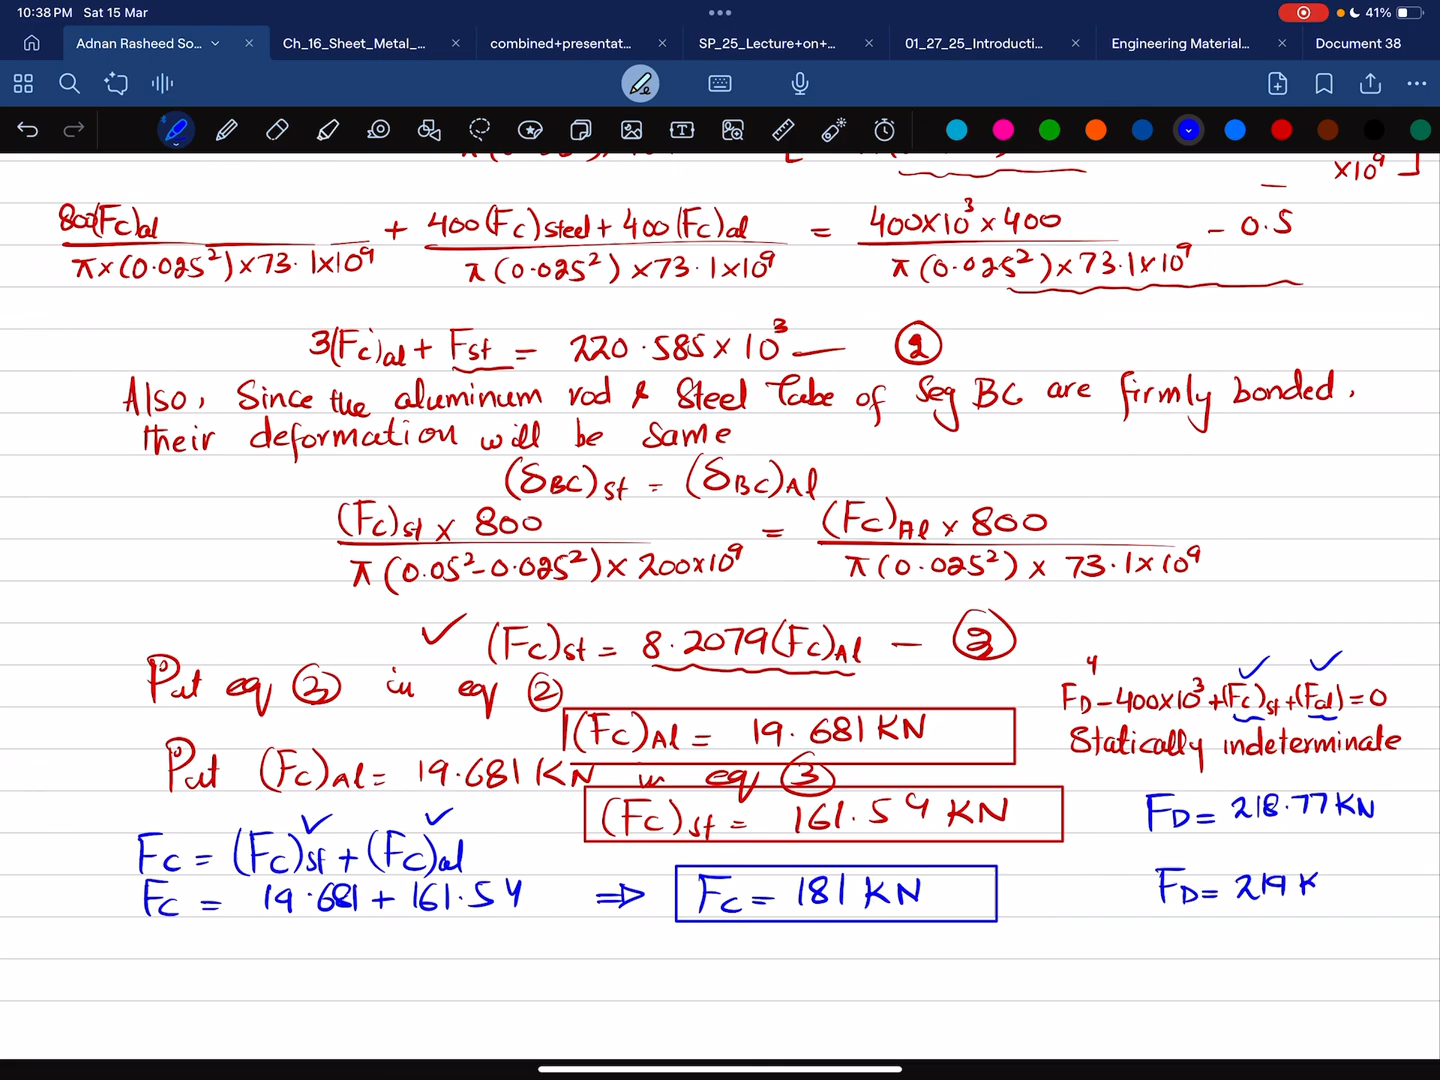 10:38 PM Sat 15 Mar
41%
Adnan Rasheed So...
Ch_16_Sheet_Metal_...
combined+presentat...
SP_25_Lecture+on+...
01_27_25_Introducti...
Engineering Material...
Document 38
×10⁹ ]
800(Fc)al / π×(0.025²)×73.1×10⁹ + 400(Fc)steel + 400(Fc)al / π(0.025²)×73.1×10⁹ = 400×10³×400 / π(0.025²)×73.1×10⁹ - 0.5
3(Fc)al + Fst = 220.585×10³ — ②
Also, Since the aluminum rod & Steel Tube of Seg BC are firmly bonded,
their deformation will be same
(δBC)st = (δBC)Al
(Fc)st × 800 / π(0.05²-0.025²)×200×10⁹ = (Fc)Al × 800 / π(0.025²) × 73.1×10⁹
✓ (Fc)st = 8.2079(Fc)Al — ③
Put eq ③ in eq ②
(Fc)Al = 19.681 KN
Put (Fc)Al = 19.681 KN in eq ③
(Fc)st = 161.54 KN
Fc = (Fc)st + (Fc)al
Fc = 19.681 + 161.54 ⇒ Fc = 181 KN
FD - 400×10³ + (Fc)st + (Fal) = 0
Statically indeterminate
FD = 218.77 KN
FD = 219 K